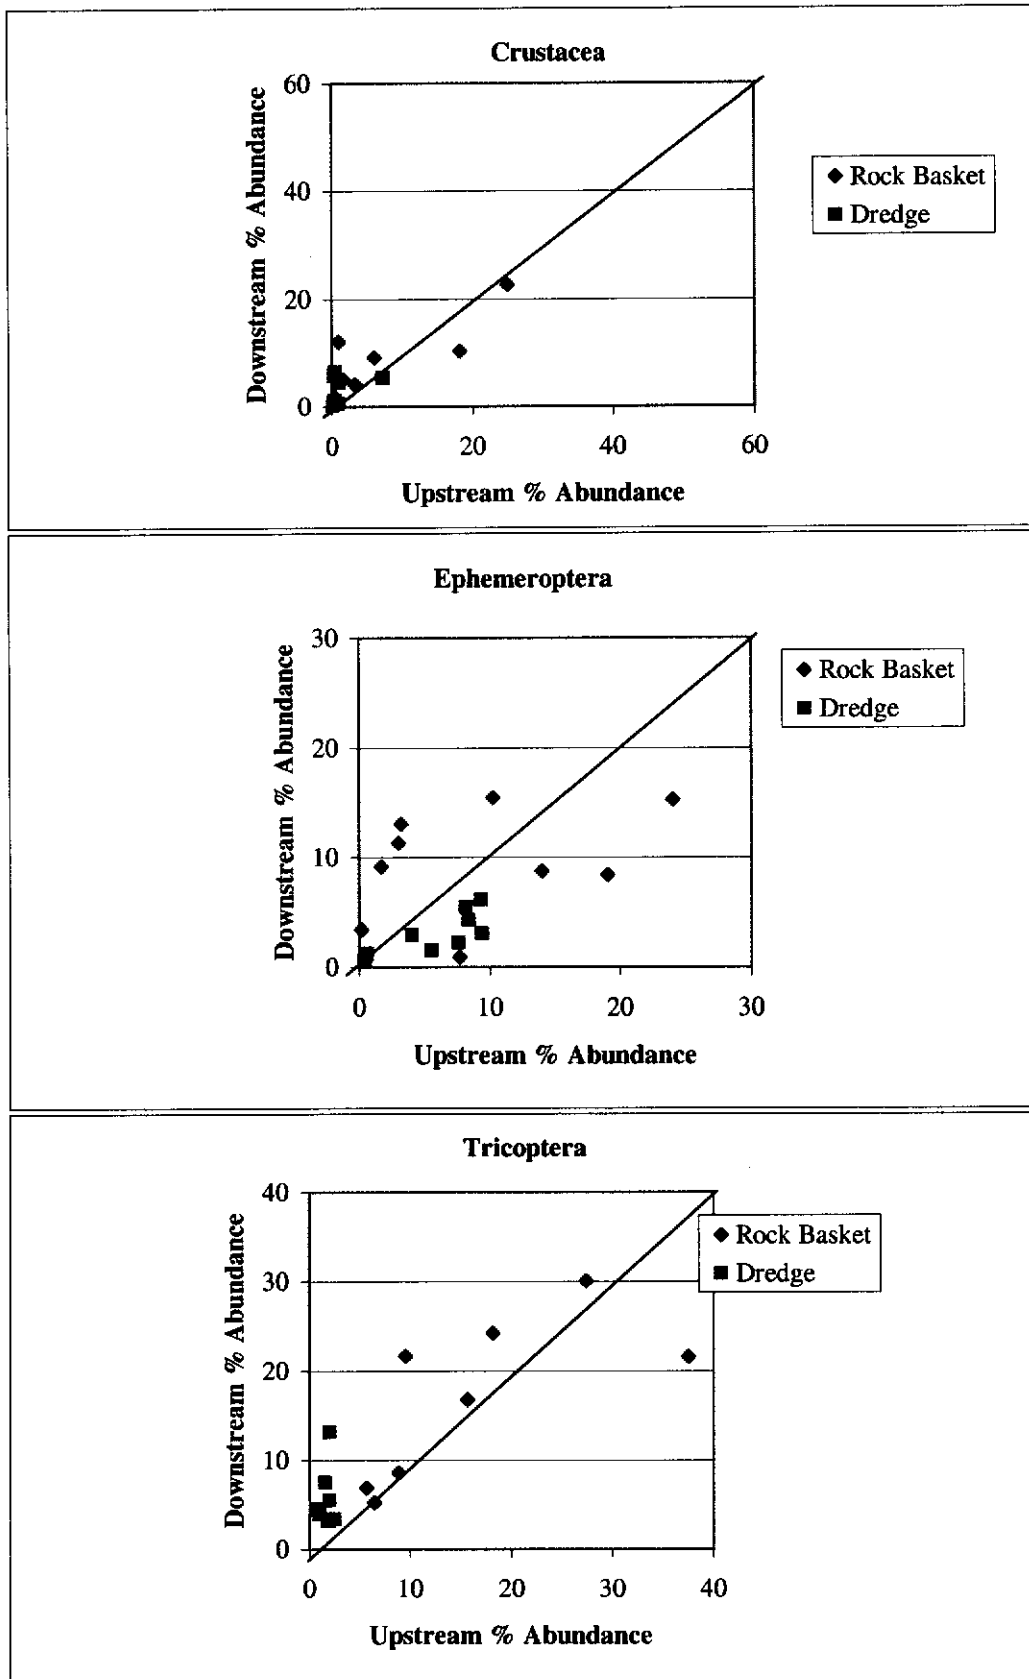 Crustacea
60
40
20
0
0 20 40 60
Downstream % Abundance
Upstream % Abundance
Rock Basket
Dredge
Ephemeroptera
30
20
10
0
0 10 20 30
Downstream % Abundance
Upstream % Abundance
Rock Basket
Dredge
Tricoptera
40
30
20
10
0
0 10 20 30 40
Downstream % Abundance
Upstream % Abundance
Rock Basket
Dredge